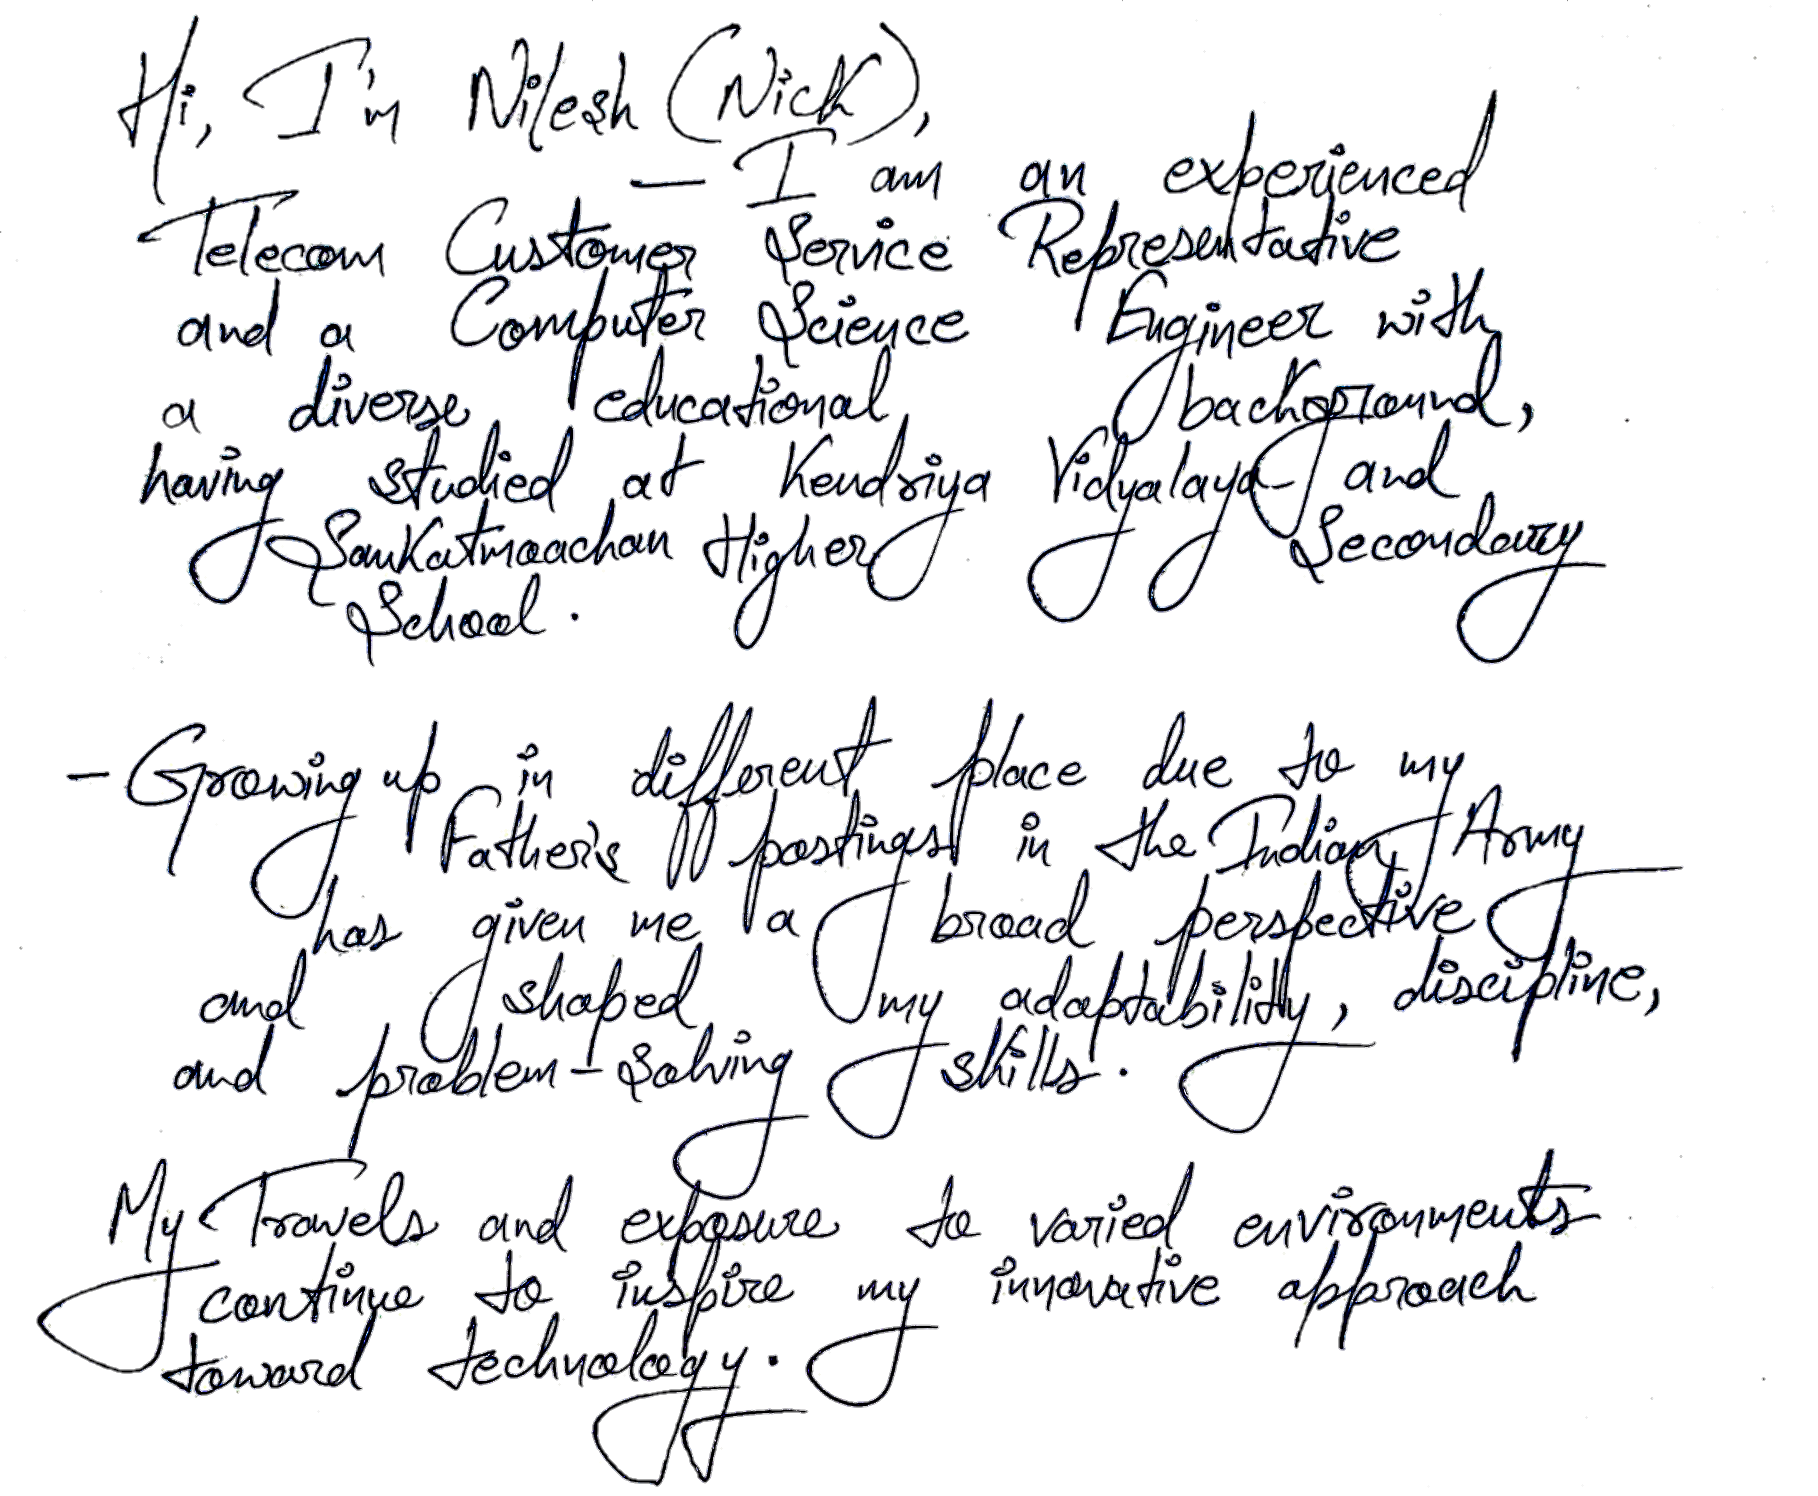 Hi, I'm Nilesh (Nick),
— I am an experienced
Telecom Customer Service Representative
and a Computer Science Engineer with
a diverse educational background,
having studied at Kendriya Vidyalaya and
Sankatmaachan Higher Secondary
School.
- Growing up in different place due to my
Father's postings in the Indian Army
has given me a broad perspective
and shaped my adaptability, discipline,
and problem-solving skills.
My Travels and exposure to varied environments
continue to inspire my innovative approach
toward technology.